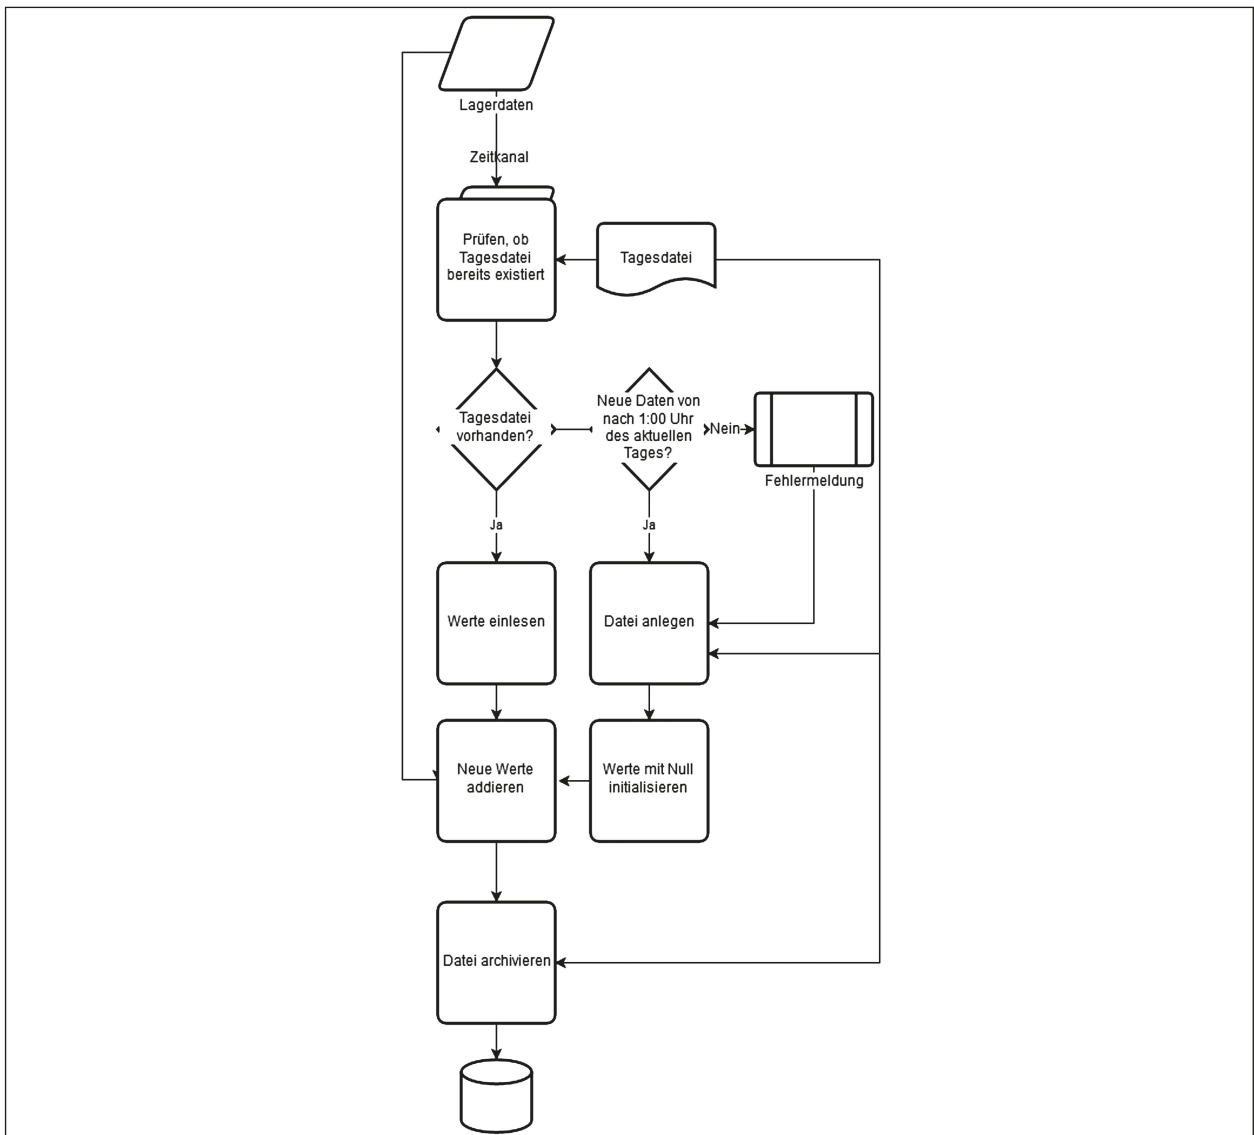 Lagerdaten
Zeitkanal
Prüfen, ob
Tagesdatei
bereits existiert
Tagesdatei
Tagesdatei
vorhanden?
Neue Daten von
nach 1:00 Uhr
des aktuellen
Tages?
Nein
Fehlermeldung
Ja
Ja
Werte einlesen
Datei anlegen
Neue Werte
addieren
Werte mit Null
initialisieren
Datei archivieren